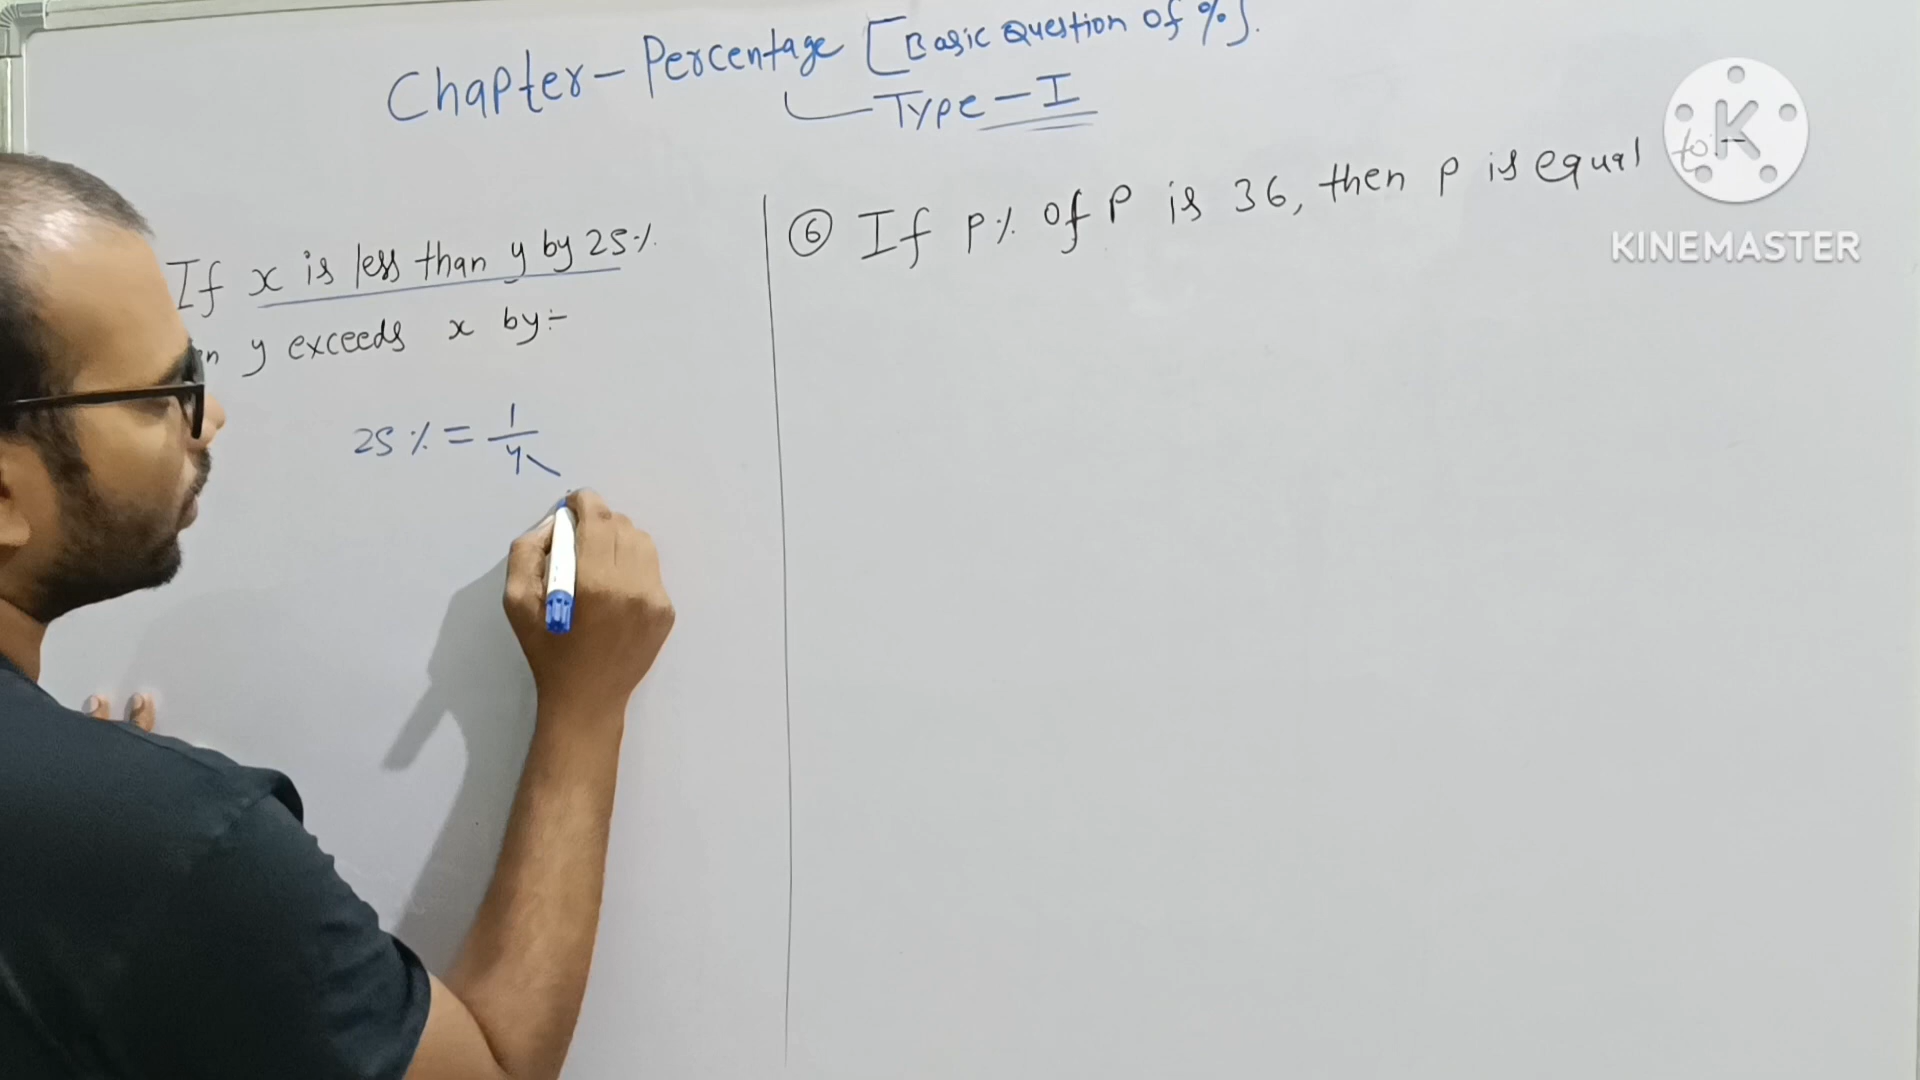 Chapter - Percentage [Basic Question of %].
Type - I
If x is less than y by 25%
n y exceeds x by:-
25% = 1/4
⑥ If P% of P is 36, then P is equal to:-
KINEMASTER